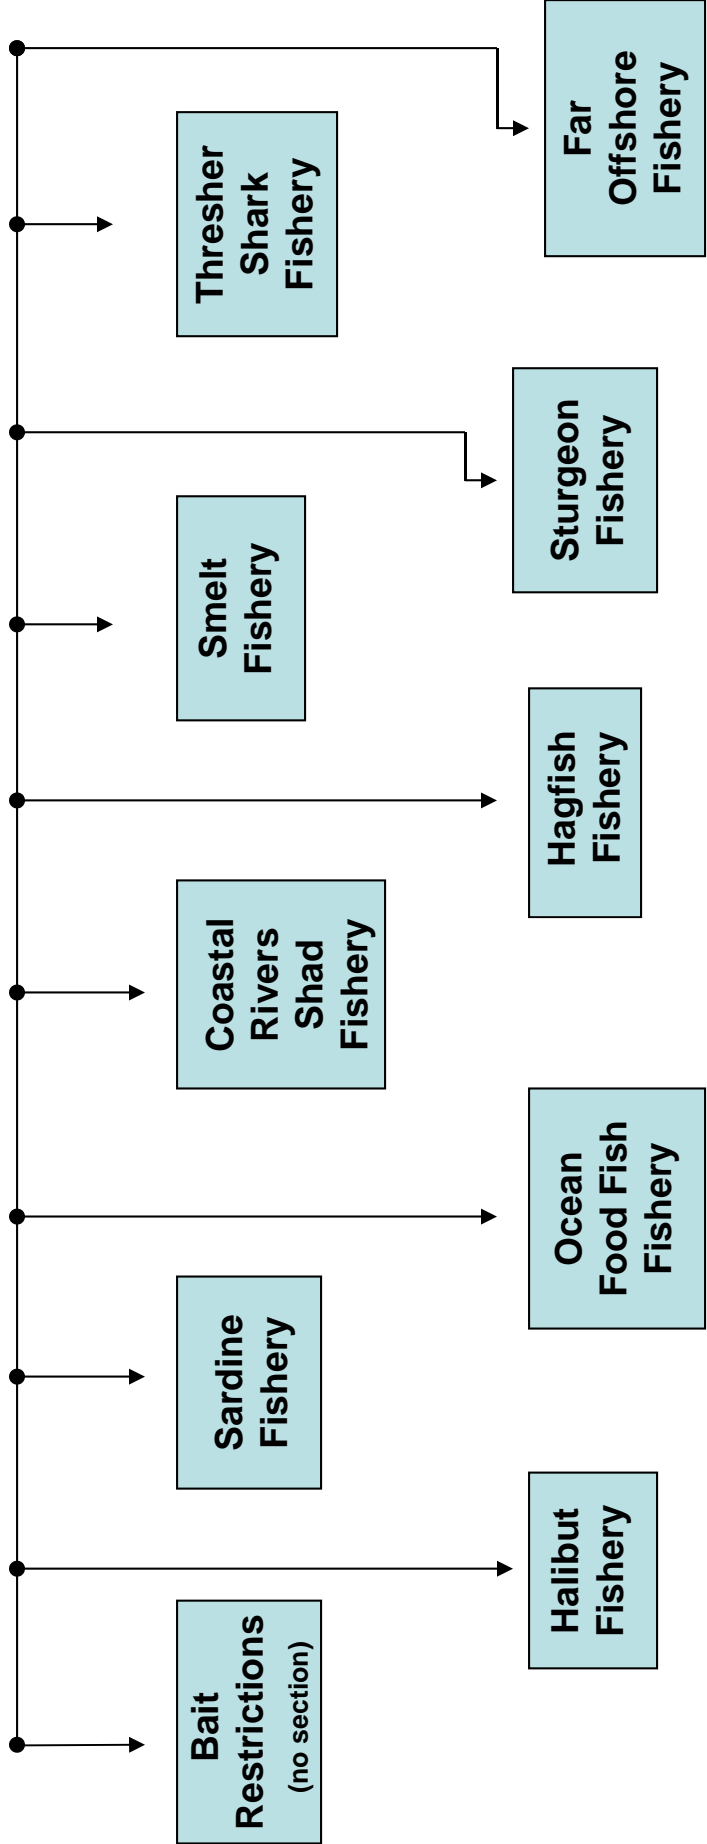 Bait
Restrictions
(no section)
Sardine
Fishery
Coastal
Rivers
Shad
Fishery
Smelt
Fishery
Thresher
Shark
Fishery
Halibut
Fishery
Ocean
Food Fish
Fishery
Hagfish
Fishery
Sturgeon
Fishery
Far
Offshore
Fishery